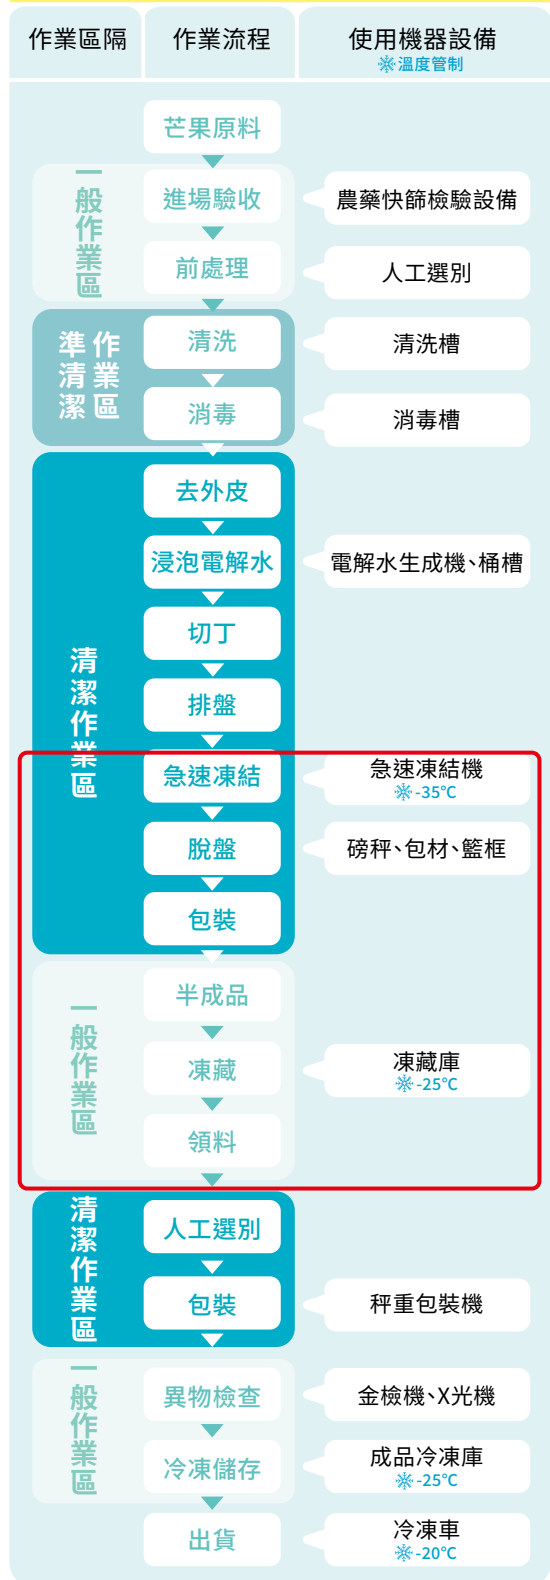 作業區隔
作業流程
使用機器設備
溫度管制
芒果原料
一般作業區
進場驗收
農藥快篩檢驗設備
前處理
人工選別
準清潔
作業區
清洗
清洗槽
消毒
消毒槽
清潔作業區
去外皮
浸泡電解水
電解水生成機、桶槽
切丁
排盤
急速凍結
急速凍結機
-35°C
脫盤
磅秤、包材、籃框
包裝
一般作業區
半成品
凍藏
凍藏庫
-25°C
領料
清潔作業區
人工選別
包裝
秤重包裝機
一般作業區
異物檢查
金檢機、X光機
冷凍儲存
成品冷凍庫
-25°C
出貨
冷凍車
-20°C